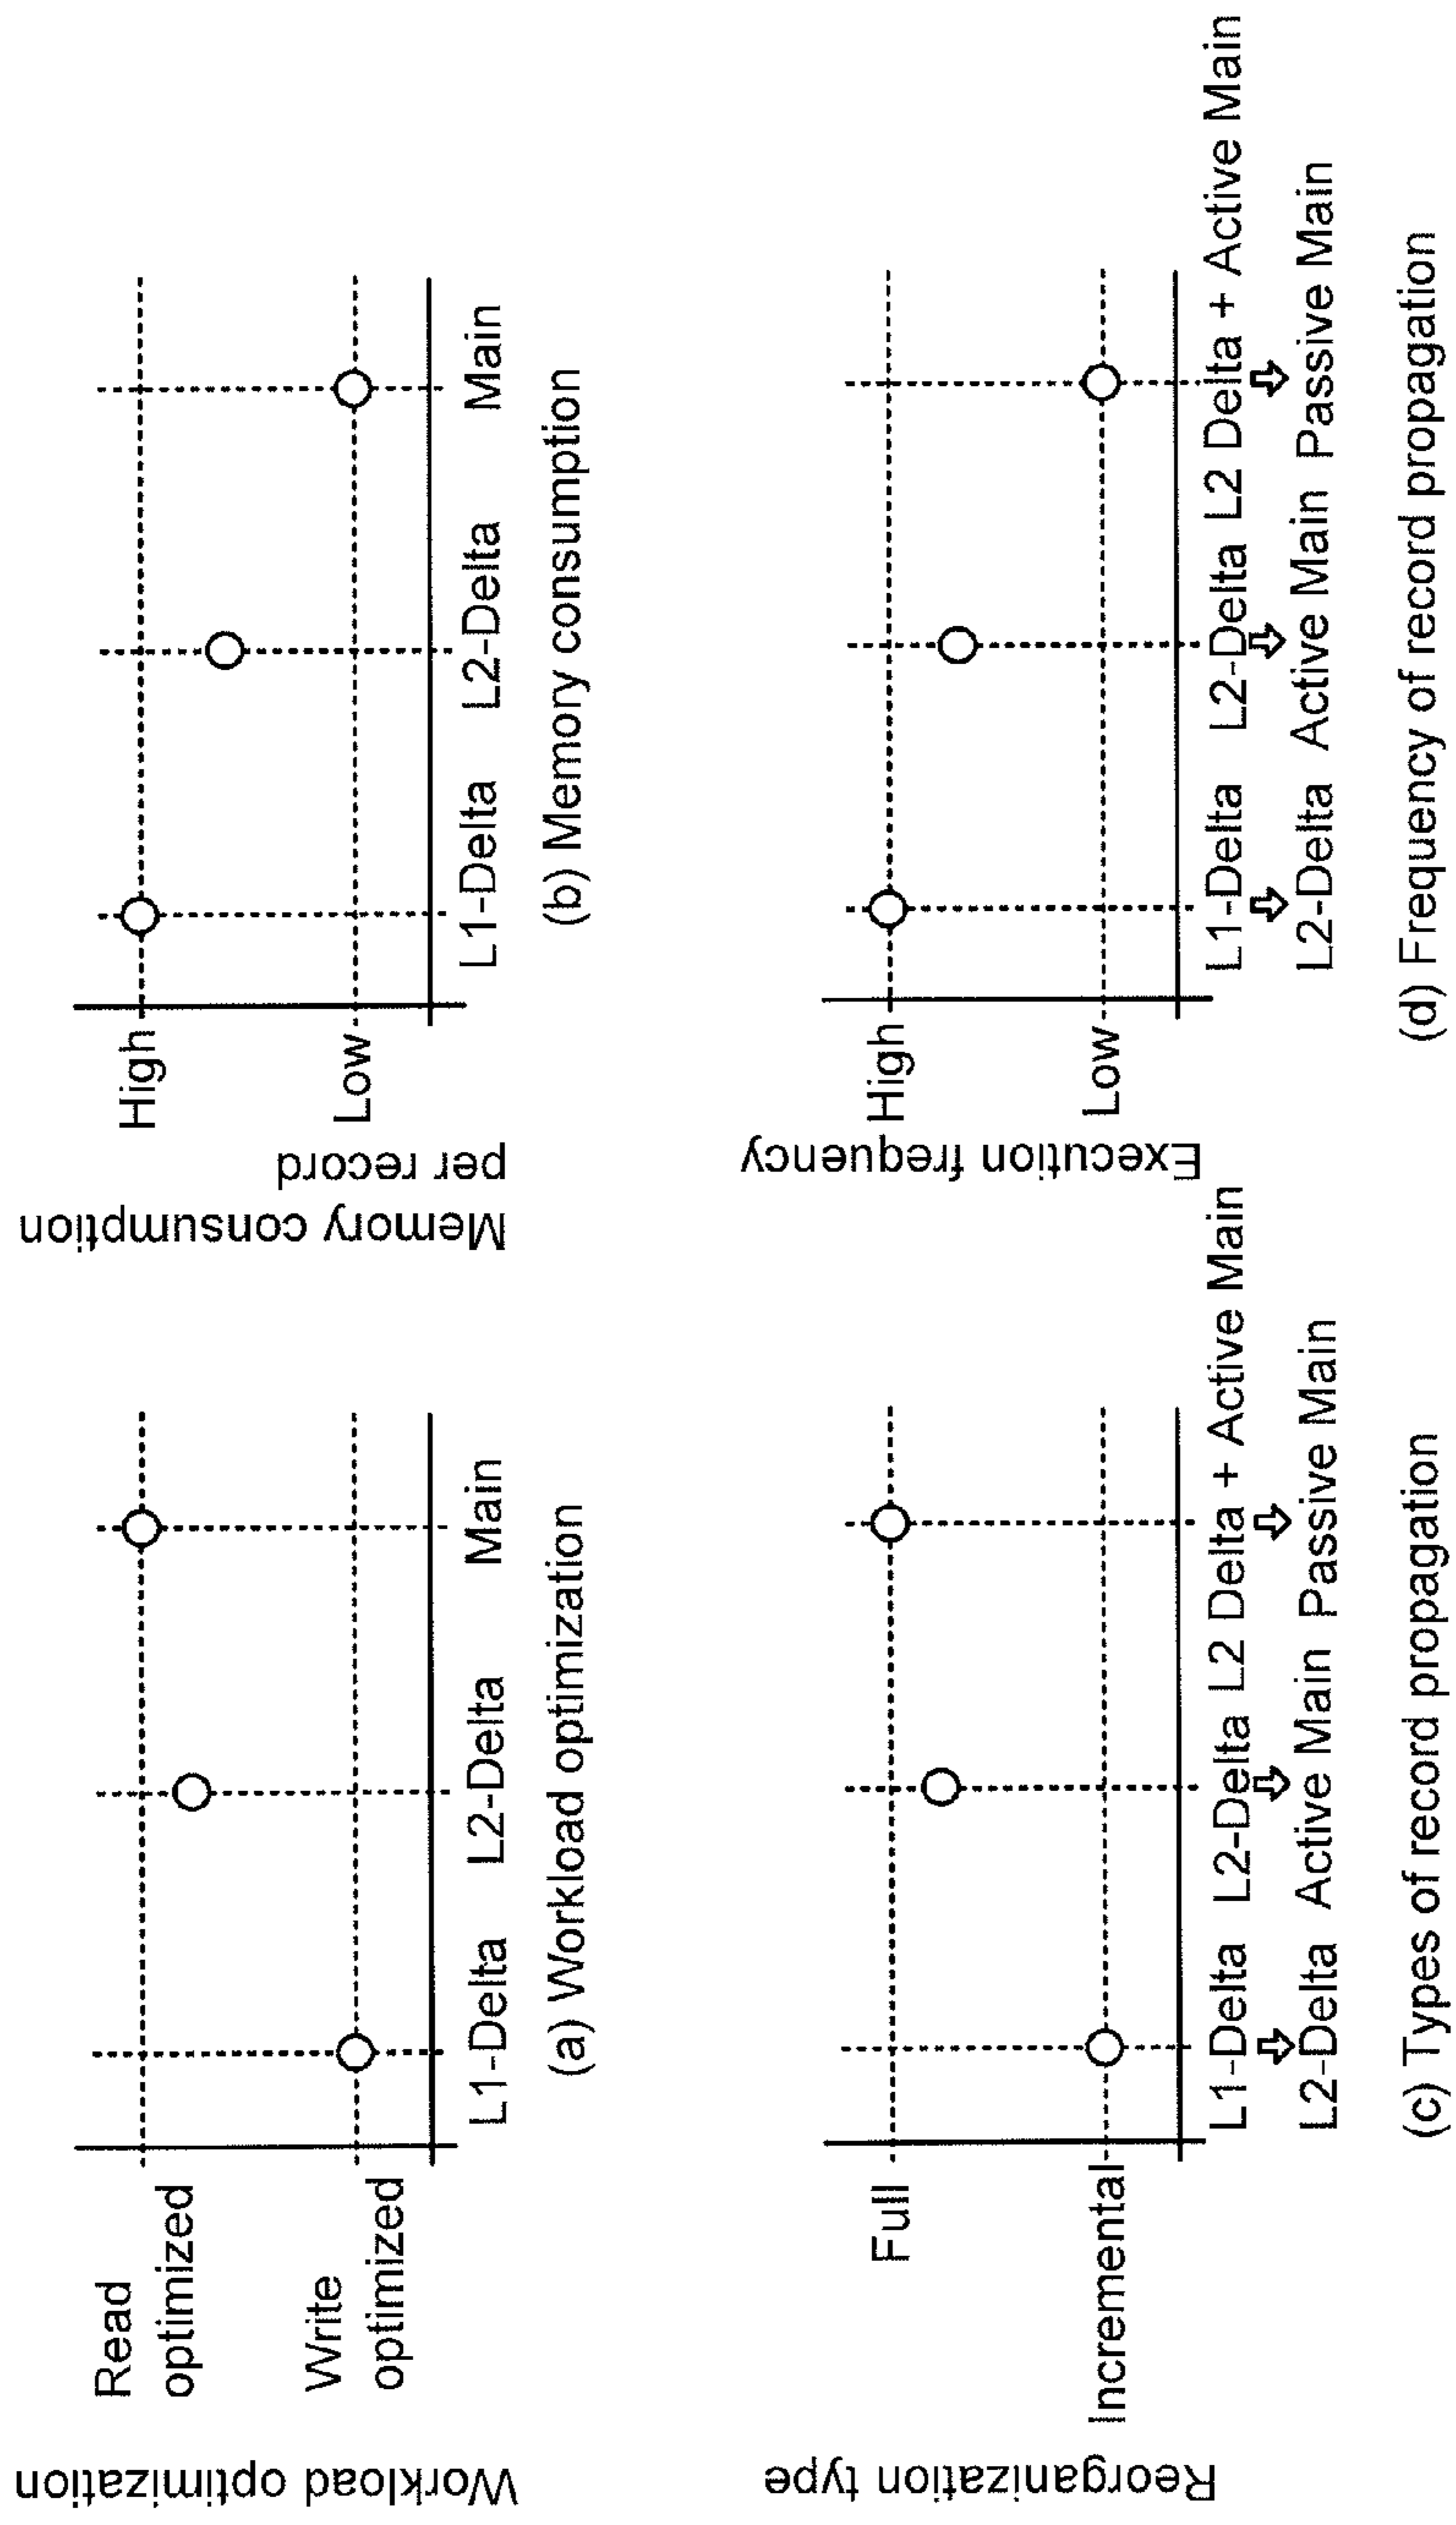 Workload optimization
Read
optimized
Write
optimized
L1-Delta L2-Delta Main
(a) Workload optimization
Memory consumption
per record
High
Low
L1-Delta L2-Delta Main
(b) Memory consumption
Reorganization type
Full
Incremental
L1-Delta L2-Delta L2 Delta + Active Main
L2-Delta Active Main Passive Main
(c) Types of record propagation
Execution frequency
High
Low
L1-Delta L2-Delta L2 Delta + Active Main
L2-Delta Active Main Passive Main
(d) Frequency of record propagation